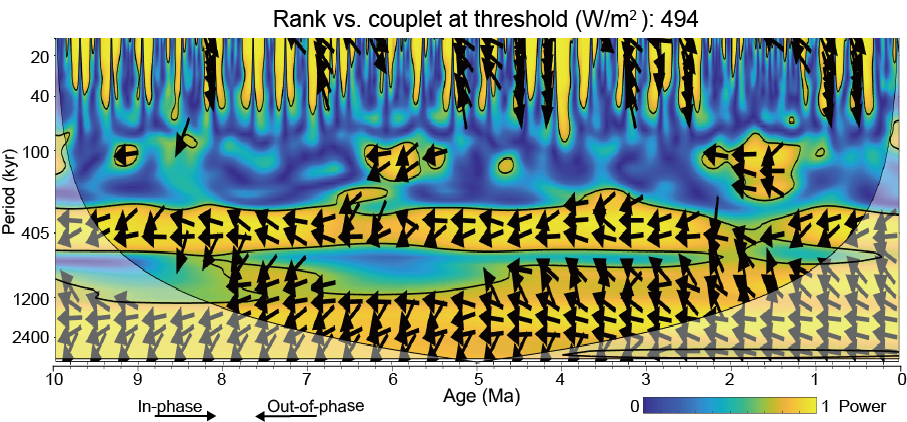 Rank vs. couplet at threshold (W/m²): 494
Period (kyr)
20
40
100
405
1200
2400
10 9 8 7 6 5 4 3 2 1 0
Age (Ma)
In-phase Out-of-phase 0 1 Power